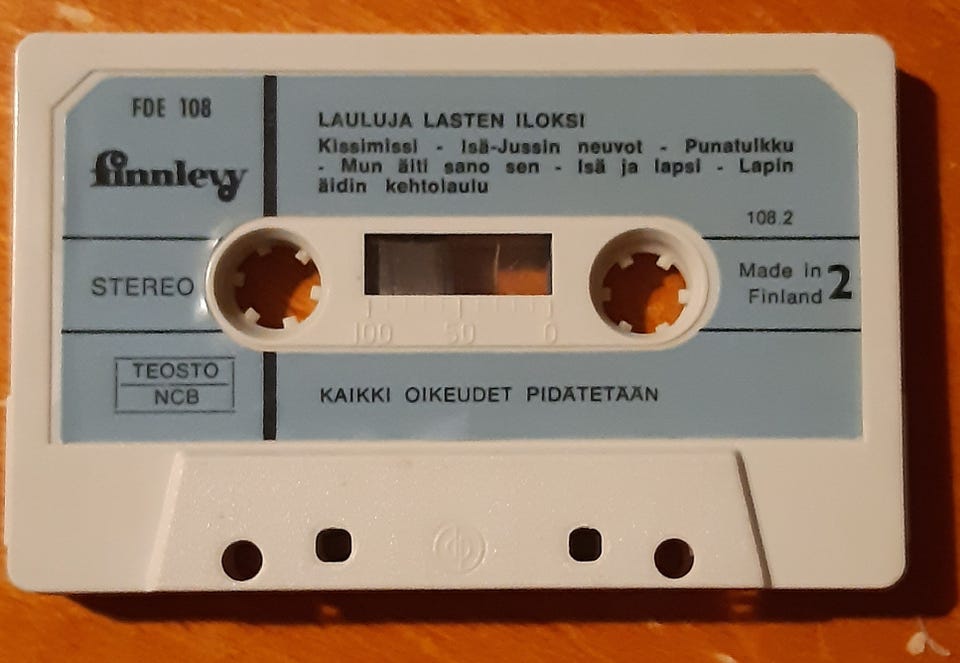 FDE 108
finnlevy
LAULUJA LASTEN ILOKSI
Kissimissi - Isä-Jussin neuvot - Punatulkku
- Mun äiti sano sen - Isä ja lapsi - Lapin
äidin kehtolaulu
108.2
STEREO
Made in 2
Finland
100 50 0
TEOSTO
NCB
KAIKKI OIKEUDET PIDÄTETÄÄN